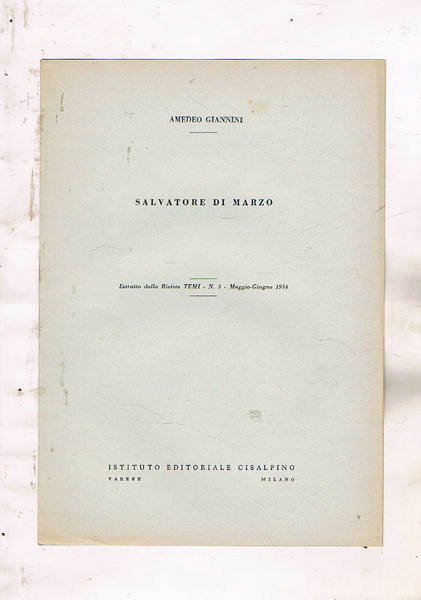 AMEDEO GIANNINI
SALVATORE DI MARZO
Estratto dalla Rivista TEMI - N. 3 - Maggio-Giugno 1954
ISTITUTO EDITORIALE CISALPINO
VARESE MILANO